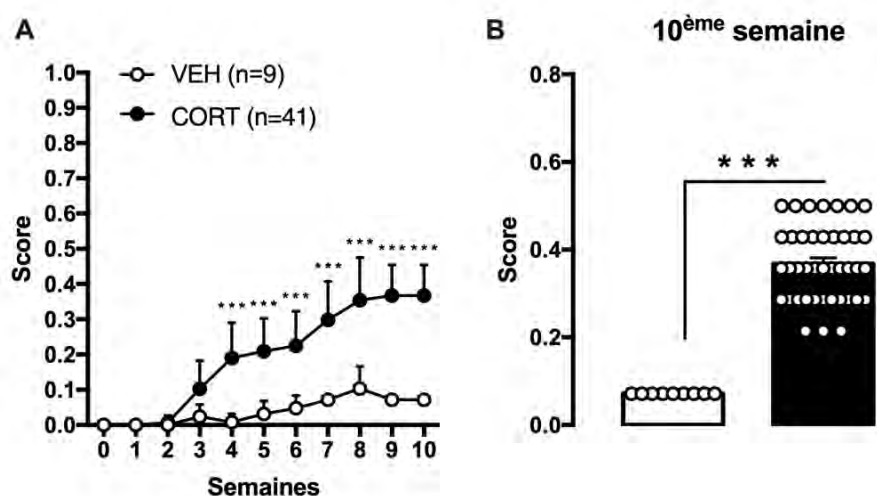 A
VEH (n=9)
CORT (n=41)
Score
1.0
0.9
0.8
0.7
0.6
0.5
0.4
0.3
0.2
0.1
0.0
*** *** *** *** *** *** ***
0 1 2 3 4 5 6 7 8 9 10
Semaines
B
10ème semaine
Score
0.8
0.6
0.4
0.2
0.0
***